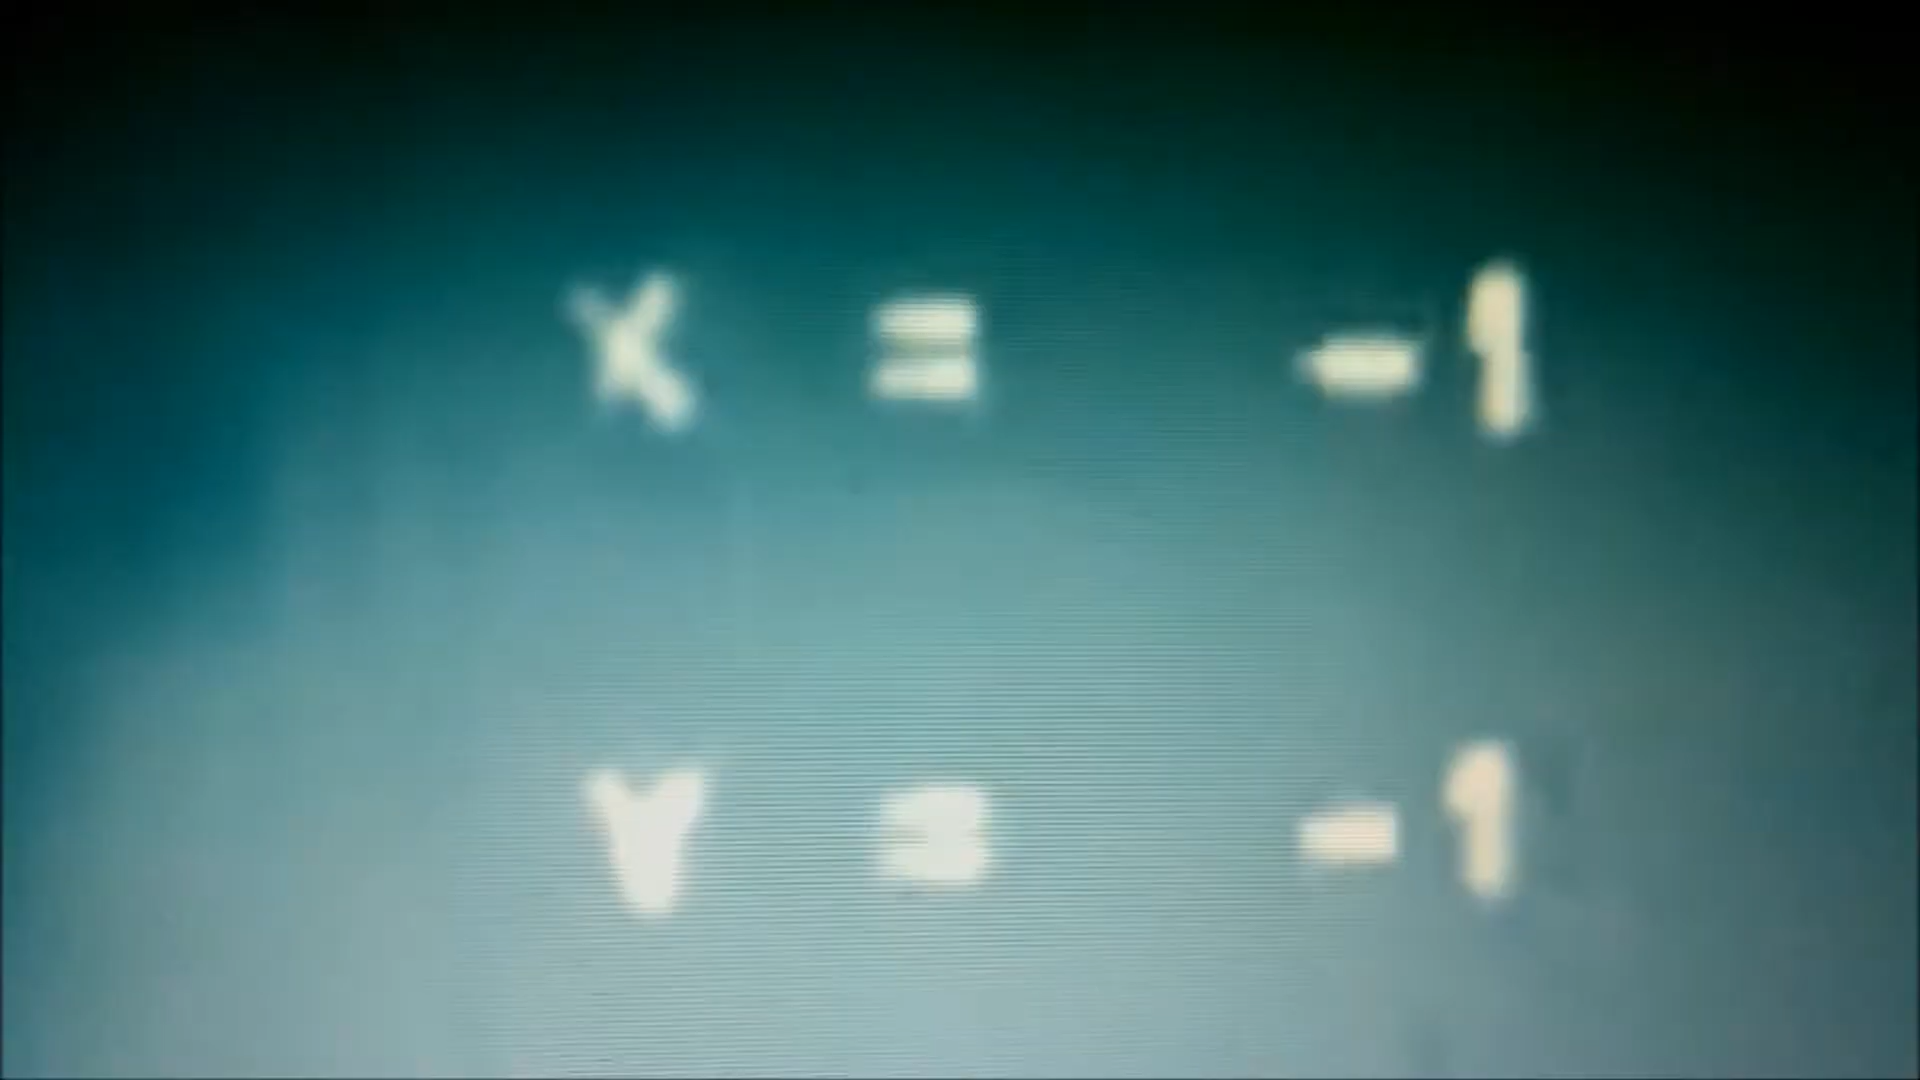 X = -1
Y = -1